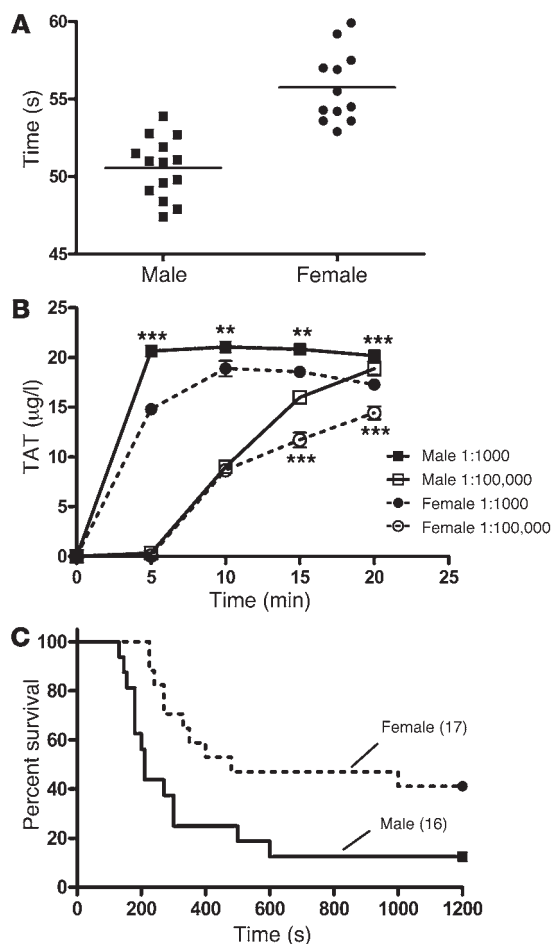 A
60
55
50
45
Time (s)
Male Female
B
25
20
15
10
5
0
TAT (µg/l)
*** ** ** ***
*** ***
Male 1:1000
Male 1:100,000
Female 1:1000
Female 1:100,000
0 5 10 15 20 25
Time (min)
C
100
80
60
40
20
0
Percent survival
Female (17)
Male (16)
0 200 400 600 800 1000 1200
Time (s)